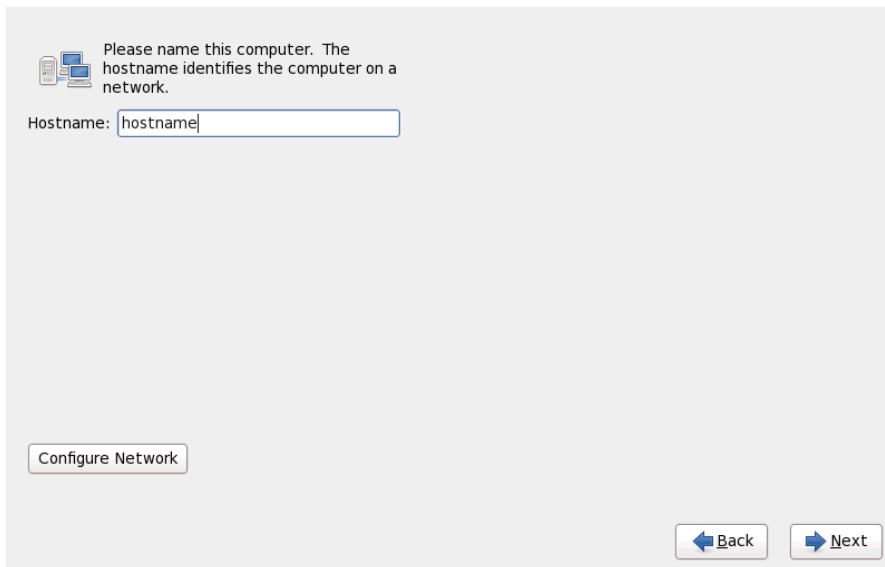 Please name this computer.  The
hostname identifies the computer on a
network.
Hostname: hostname
Configure Network
Back
Next